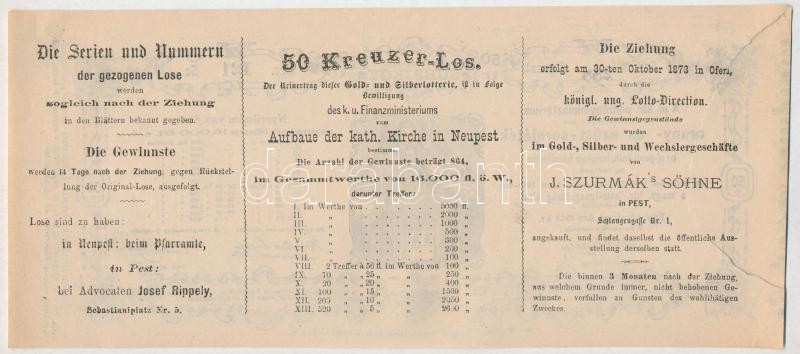 Die Serien und Nummern
der gezogenen Lose
werden
sogleich nach der Ziehung
in den Blättern bekannt gegeben.
Die Gewinnste
werden 14 Tage nach der Ziehung, gegen Rückstel-
lung der Original-Lose, ausgefolgt.
Lose sind zu haben:
in Neupest: beim Pfarramte,
in Pest:
bei Advocaten Josef Rippely,
Sebastianiplatz Nr. 5.
50 Kreuzer-Los.
Der Reinertrag dieser Gold- und Silberlotterie, ist in Folge
Bewilligung
des k. u. Finanzministeriums
zum
Aufbaue der kath. Kirche in Neupest
bestimmt.
Die Anzahl der Gewinnste beträgt 864,
im Gesammtwerthe von 16.000 fl. ö. W.,
darunter Treffer:
I. Im Werthe von . . . . . . 5050 fl.
II. „ . . . . . . 2000 „
III. „ . . . . . . 1000 „
IV. „ . . . . . . 500 „
V. „ . . . . . . 300 „
VI. „ . . . . . . 200 „
VII. „ . . . . . . 100 „
VIII. 2 Treffer à 50 fl. im Werthe von 100 „
IX. 10 „ „ 25 „ „ 250 „
X. 20 „ „ 20 „ „ 400 „
XI. 100 „ „ 15 „ „ 1500 „
XII. 205 „ „ 10 „ „ 2050 „
XIII. 520 „ „ 5 „ „ 2600 „
Die Ziehung
erfolgt am 30-ten Oktober 1873 in Ofen,
durch die
königl. ung. Lotto-Direction.
Die Gewinnstgegenstände
wurden
im Gold-, Silber- und Wechslergeschäfte
von
J. SZURMÁK'S SÖHNE
in PEST,
Schlangengasse Nr. 1,
angekauft, und findet daselbst die öffentliche Aus-
stellung derselben statt.
Die binnen 3 Monaten nach der Ziehung,
aus welchem Grunde immer, nicht behobenen Ge-
winnste, verfallen zu Gunsten des wohlthätigen
Zweckes.
darabanth